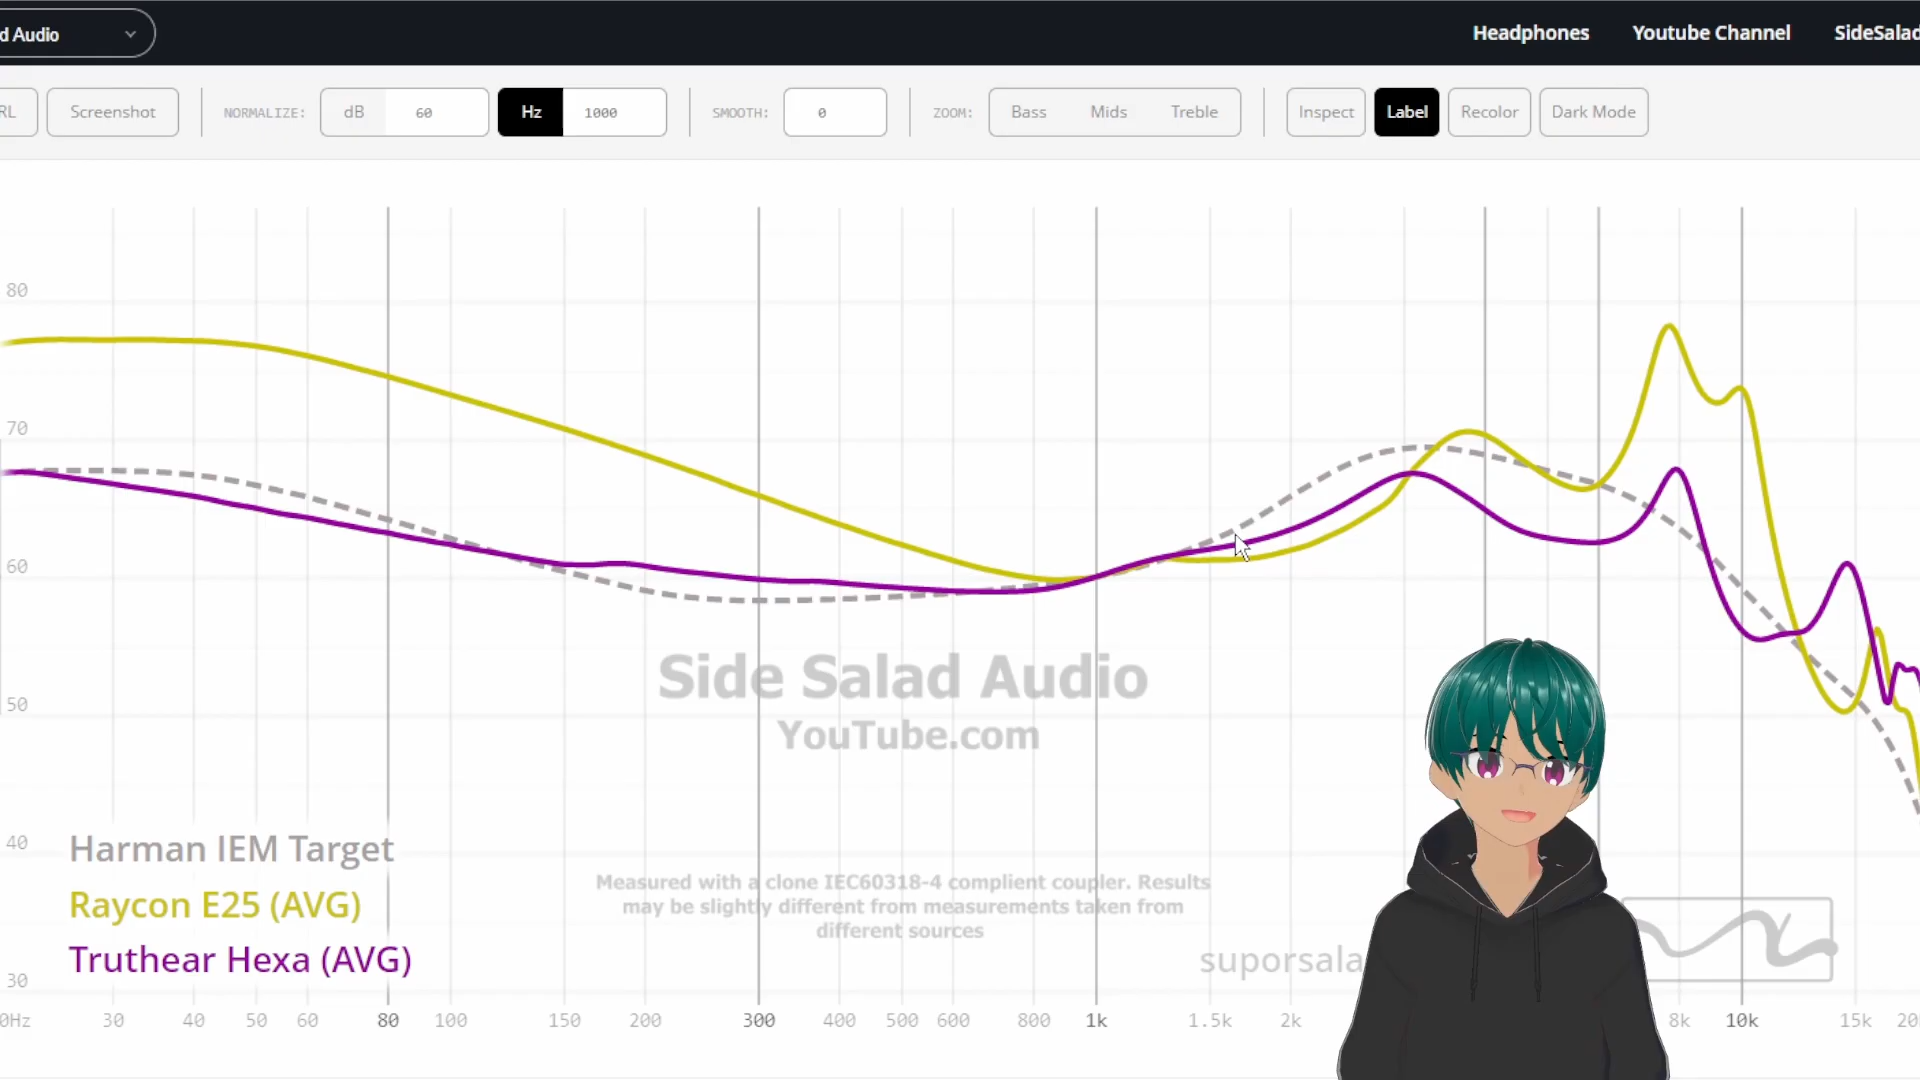 d Audio
Headphones Youtube Channel SideSalad
RL Screenshot NORMALIZE: dB 60 Hz 1000 SMOOTH: 0 ZOOM: Bass Mids Treble Inspect Label Recolor Dark Mode
80
70
60
50
40
30
Side Salad Audio
YouTube.com
Harman IEM Target
Raycon E25 (AVG)
Truthear Hexa (AVG)
Measured with a clone IEC60318-4 complient coupler. Results
may be slightly different from measurements taken from
different sources
suporsala
0Hz 30 40 50 60 80 100 150 200 300 400 500 600 800 1k 1.5k 2k 8k 10k 15k 20